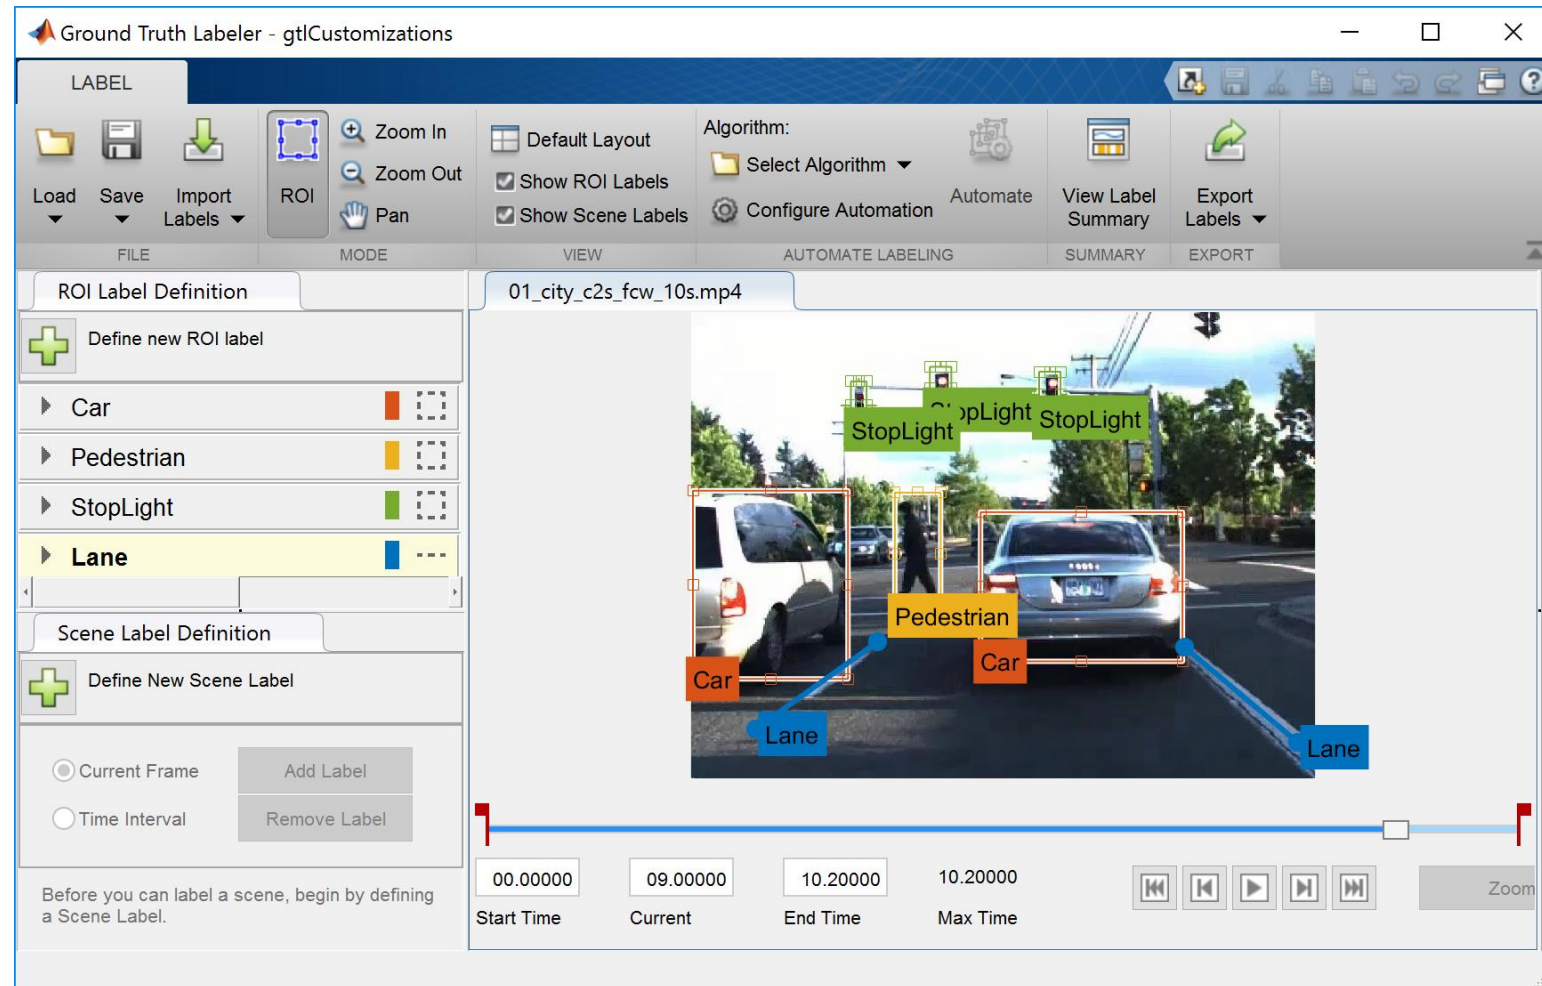 Ground Truth Labeler - gtlCustomizations
LABEL
Load
Save
Import
Labels
ROI
Zoom In
Zoom Out
Pan
Default Layout
Show ROI Labels
Show Scene Labels
Algorithm:
Select Algorithm
Configure Automation
Automate
View Label
Summary
Export
Labels
FILE
MODE
VIEW
AUTOMATE LABELING
SUMMARY
EXPORT
ROI Label Definition
Define new ROI label
Car
Pedestrian
StopLight
Lane
Scene Label Definition
Define New Scene Label
Current Frame
Add Label
Time Interval
Remove Label
Before you can label a scene, begin by defining
a Scene Label.
01_city_c2s_fcw_10s.mp4
StopLight
StopLight
StopLight
Pedestrian
Car
Car
Lane
Lane
00.00000
09.00000
10.20000
10.20000
Start Time
Current
End Time
Max Time
Zoom